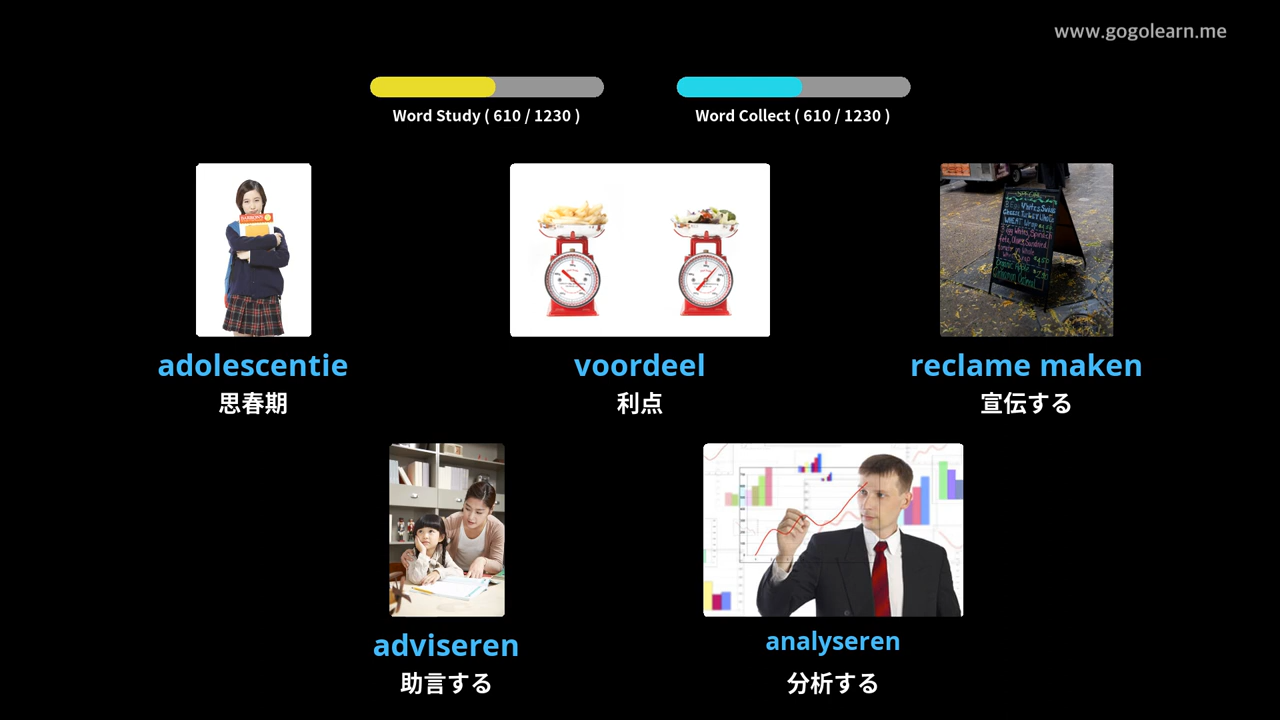 www.gogolearn.me
Word Study ( 610 / 1230 )
Word Collect ( 610 / 1230 )
BARRON'S
adolescentie
思春期
voordeel
利点
reclame maken
宣伝する
adviseren
助言する
analyseren
分析する